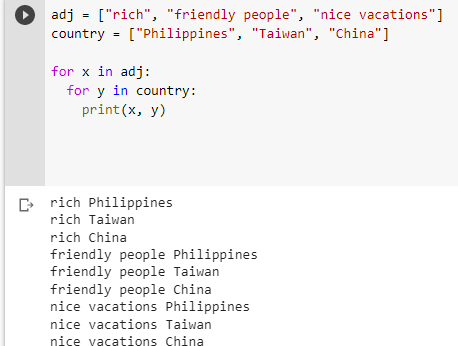 adj = ["rich", "friendly people", "nice vacations"]
country = ["Philippines", "Taiwan", "China"]
for x in adj:
  for y in country:
    print(x, y)
rich Philippines
rich Taiwan
rich China
friendly people Philippines
friendly people Taiwan
friendly people China
nice vacations Philippines
nice vacations Taiwan
nice vacations China